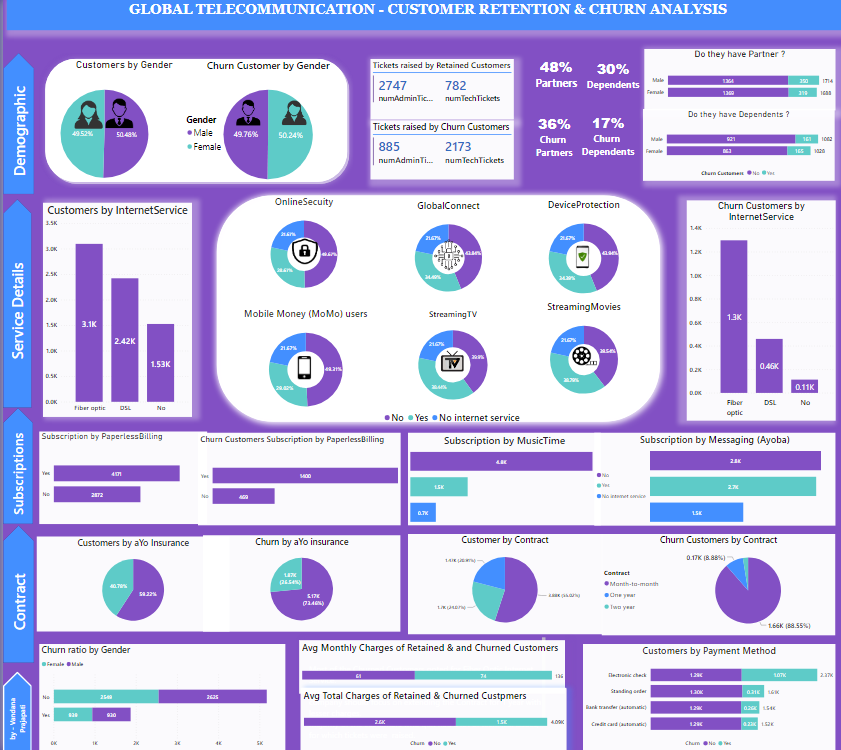 GLOBAL TELECOMMUNICATION - CUSTOMER RETENTION & CHURN ANALYSIS
Demographic
Customers by Gender
Churn Customer by Gender
49.52%
50.48%
Gender
Male
Female
49.76%
50.24%
Tickets raised by Retained Customers
2747
782
numAdminTic...
numTechTickets
Tickets raised by Churn Customers
885
2173
numAdminTi...
numTechTickets
48%
Partners
30%
Dependents
36%
Churn
Partners
17%
Churn
Dependents
Do they have Partner ?
Male
1364
350
1714
Female
1369
319
1688
Do they have Dependents ?
Male
921
161
1082
Female
863
165
1028
Churn Customers
No
Yes
Service Details
Customers by InternetService
3.5K
3.0K
2.5K
2.0K
1.5K
1.0K
0.5K
0.0K
3.1K
2.42K
1.53K
Fiber optic
DSL
No
OnlineSecuity
21.67%
49.67%
28.67%
GlobalConnect
21.67%
43.84%
34.49%
DeviceProtection
21.67%
43.94%
34.39%
Mobile Money (MoMo) users
21.67%
49.31%
29.02%
StreamingTV
21.67%
39.9%
38.44%
TV
StreamingMovies
21.67%
39.54%
38.79%
No
Yes
No internet service
Churn Customers by
InternetService
1.4K
1.2K
1.0K
0.8K
0.6K
0.4K
0.2K
0.0K
1.3K
0.46K
0.11K
Fiber
optic
DSL
No
Subscriptions
Subscription by PaperlessBilling
Yes
4171
No
2872
Churn Customers Subscription by PaperlessBilling
Yes
1400
No
469
Subscription by MusicTime
4.8K
1.5K
0.7K
No
Yes
No internet service
Subscription by Messaging (Ayoba)
2.8K
2.7K
1.5K
Contract
Customers by aYo Insurance
40.78%
59.22%
Churn by aYo insurance
1.87K
(26.54%)
5.17K
(73.46%)
Customer by Contract
1.47K (20.91%)
1.7K (24.07%)
3.88K (55.02%)
Contract
Month-to-month
One year
Two year
Churn Customers by Contract
0.17K (8.88%)
1.66K (88.55%)
by - Vandana
Prajapati
Churn ratio by Gender
Female
Male
No
2549
2625
Yes
939
930
0K
1K
2K
3K
4K
5K
Avg Monthly Charges of Retained & and Churned Customers
61
74
136
Avg Total Charges of Retained & Churned Custpmers
2.6K
1.5K
4.09K
Churn
No
Yes
Customers by Payment Method
Electronic check
1.29K
1.07K
2.37K
Standing order
1.30K
0.31K
1.61K
Bank transfer (automatic)
1.29K
0.26K
1.54K
Credit card (automatic)
1.29K
0.23K
1.52K
Churn
No
Yes